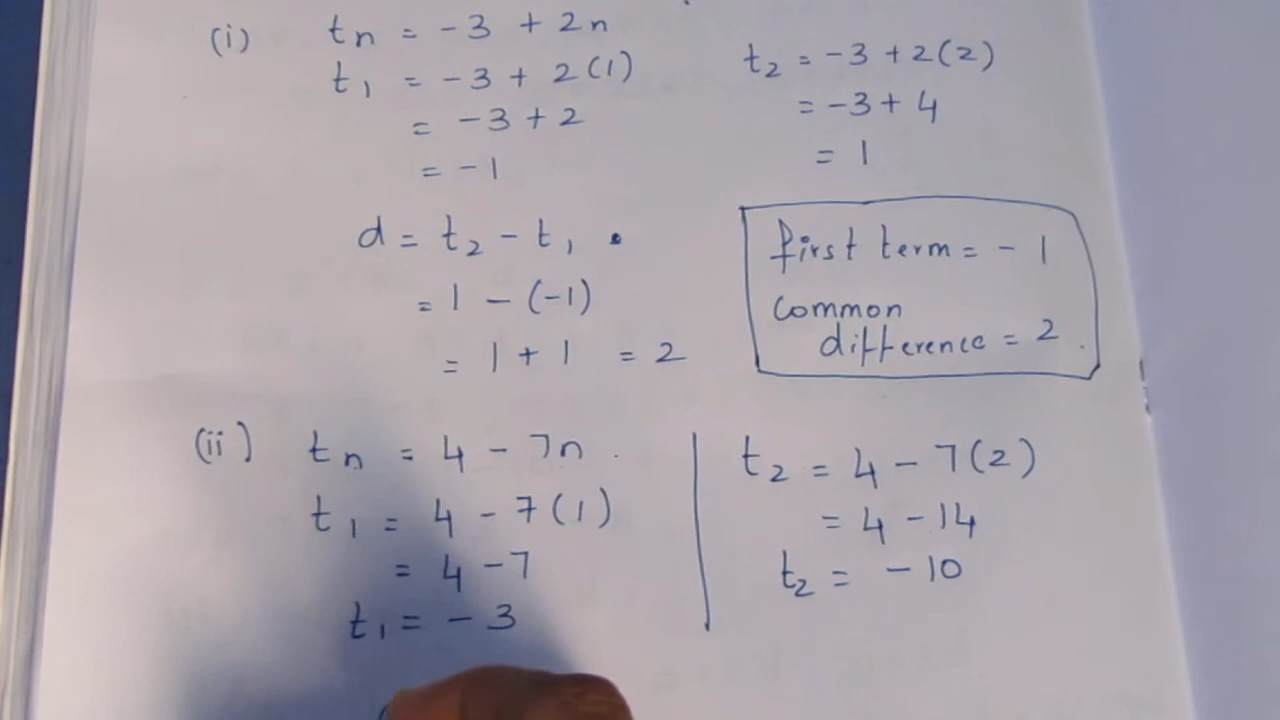 (i) tn = -3 + 2n
t1 = -3 + 2(1)
= -3 + 2
= -1
t2 = -3 + 2(2)
= -3 + 4
= 1
d = t2 - t1
= 1 - (-1)
= 1 + 1 = 2
first term = - 1
common
difference = 2.
(ii) tn = 4 - 7n.
t1 = 4 - 7(1)
= 4 - 7
t1 = - 3
t2 = 4 - 7(2)
= 4 - 14
t2 = - 10